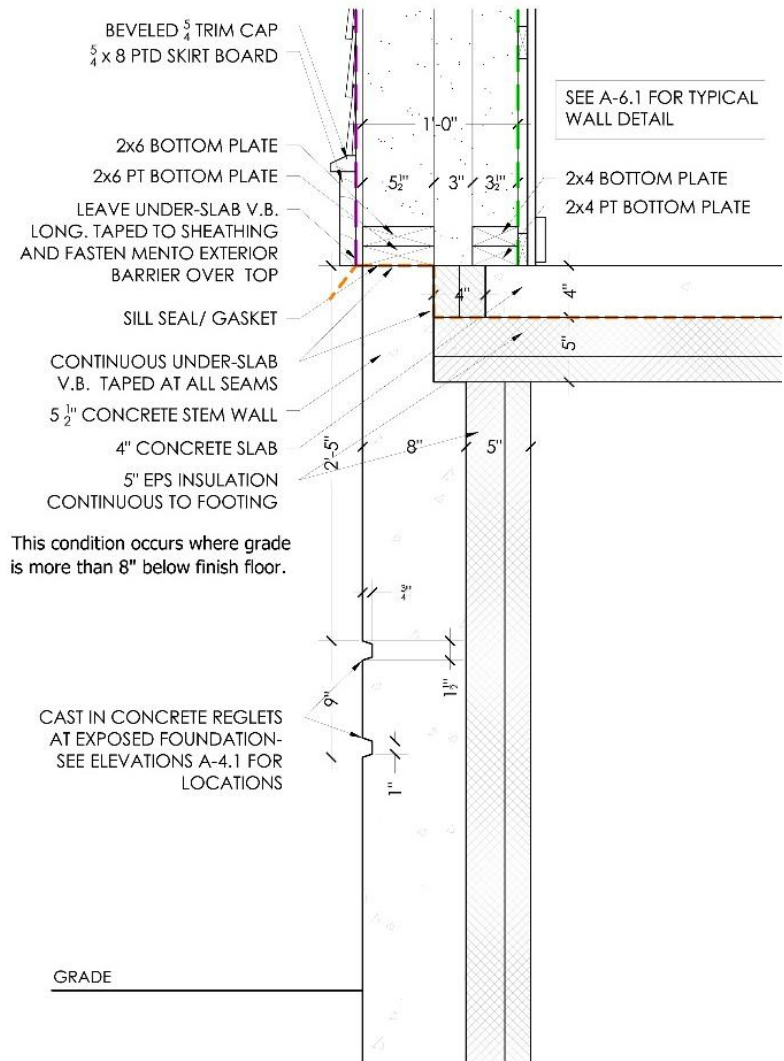 BEVELED 5/4 TRIM CAP
5/4 x 8 PTD SKIRT BOARD
SEE A-6.1 FOR TYPICAL
WALL DETAIL
1'-0"
2x6 BOTTOM PLATE
2x6 PT BOTTOM PLATE
5 1/2"
3"
3 1/2"
2x4 BOTTOM PLATE
2x4 PT BOTTOM PLATE
LEAVE UNDER-SLAB V.B.
LONG. TAPED TO SHEATHING
AND FASTEN MENTO EXTERIOR
BARRIER OVER TOP
4"
4"
SILL SEAL/ GASKET
5"
CONTINUOUS UNDER-SLAB
V.B. TAPED AT ALL SEAMS
5 1/2" CONCRETE STEM WALL
4" CONCRETE SLAB
2'-5"
8"
5"
5" EPS INSULATION
CONTINUOUS TO FOOTING
This condition occurs where grade
is more than 8" below finish floor.
3/4"
9"
1 1/2"
CAST IN CONCRETE REGLETS
AT EXPOSED FOUNDATION-
SEE ELEVATIONS A-4.1 FOR
LOCATIONS
1"
GRADE